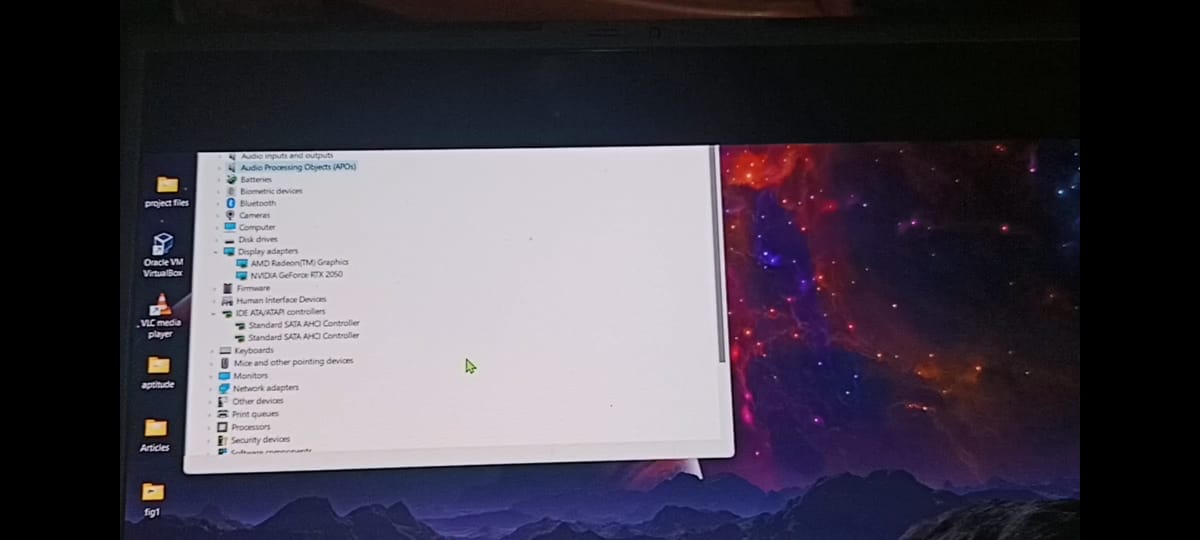 Audio inputs and outputs
Audio Processing Objects (APOs)
Batteries
Biometric devices
Bluetooth
Cameras
Computer
Disk drives
Display adapters
AMD Radeon(TM) Graphics
NVIDIA GeForce RTX 2050
Firmware
Human Interface Devices
IDE ATA/ATAPI controllers
Standard SATA AHCI Controller
Standard SATA AHCI Controller
Keyboards
Mice and other pointing devices
Monitors
Network adapters
Other devices
Print queues
Processors
Security devices
Software components
project files
Oracle VM
VirtualBox
VLC media
player
aptitude
Articles
fig1